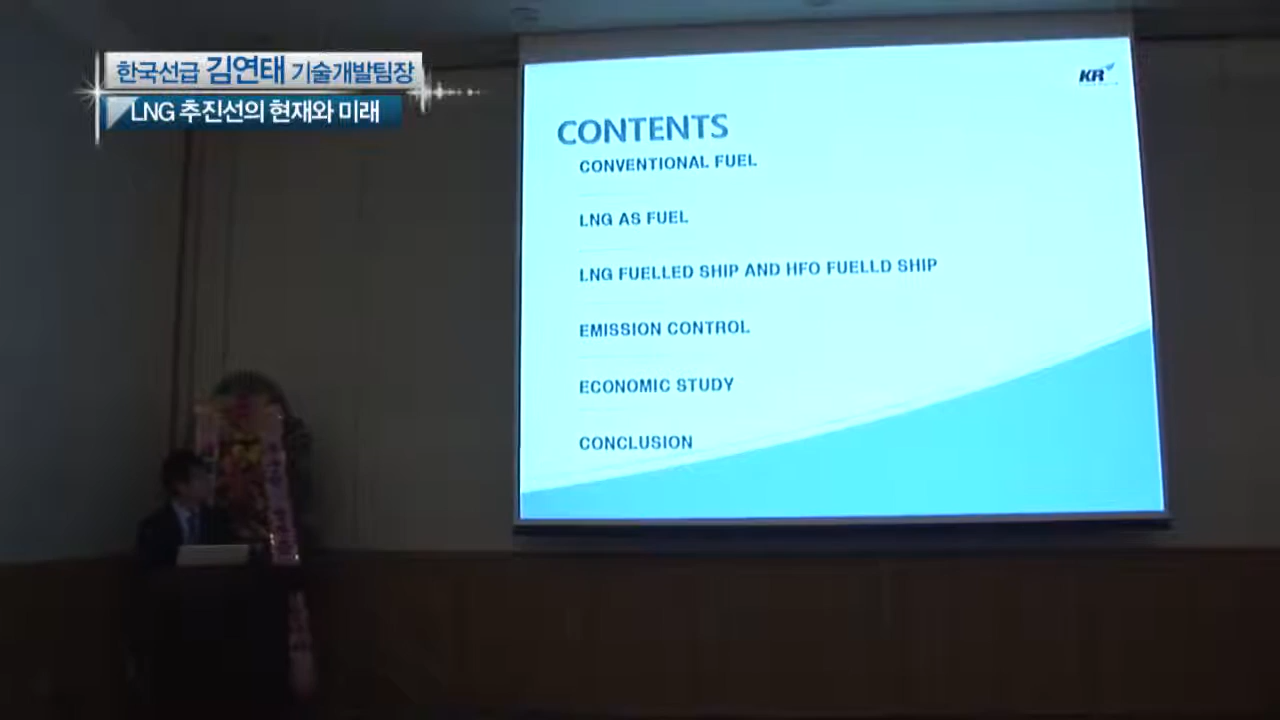 한국선급 김연태 기술개발팀장
LNG 추진선의 현재와 미래
KR
CONTENTS
CONVENTIONAL FUEL
LNG AS FUEL
LNG FUELLED SHIP AND HFO FUELLD SHIP
EMISSION CONTROL
ECONOMIC STUDY
CONCLUSION